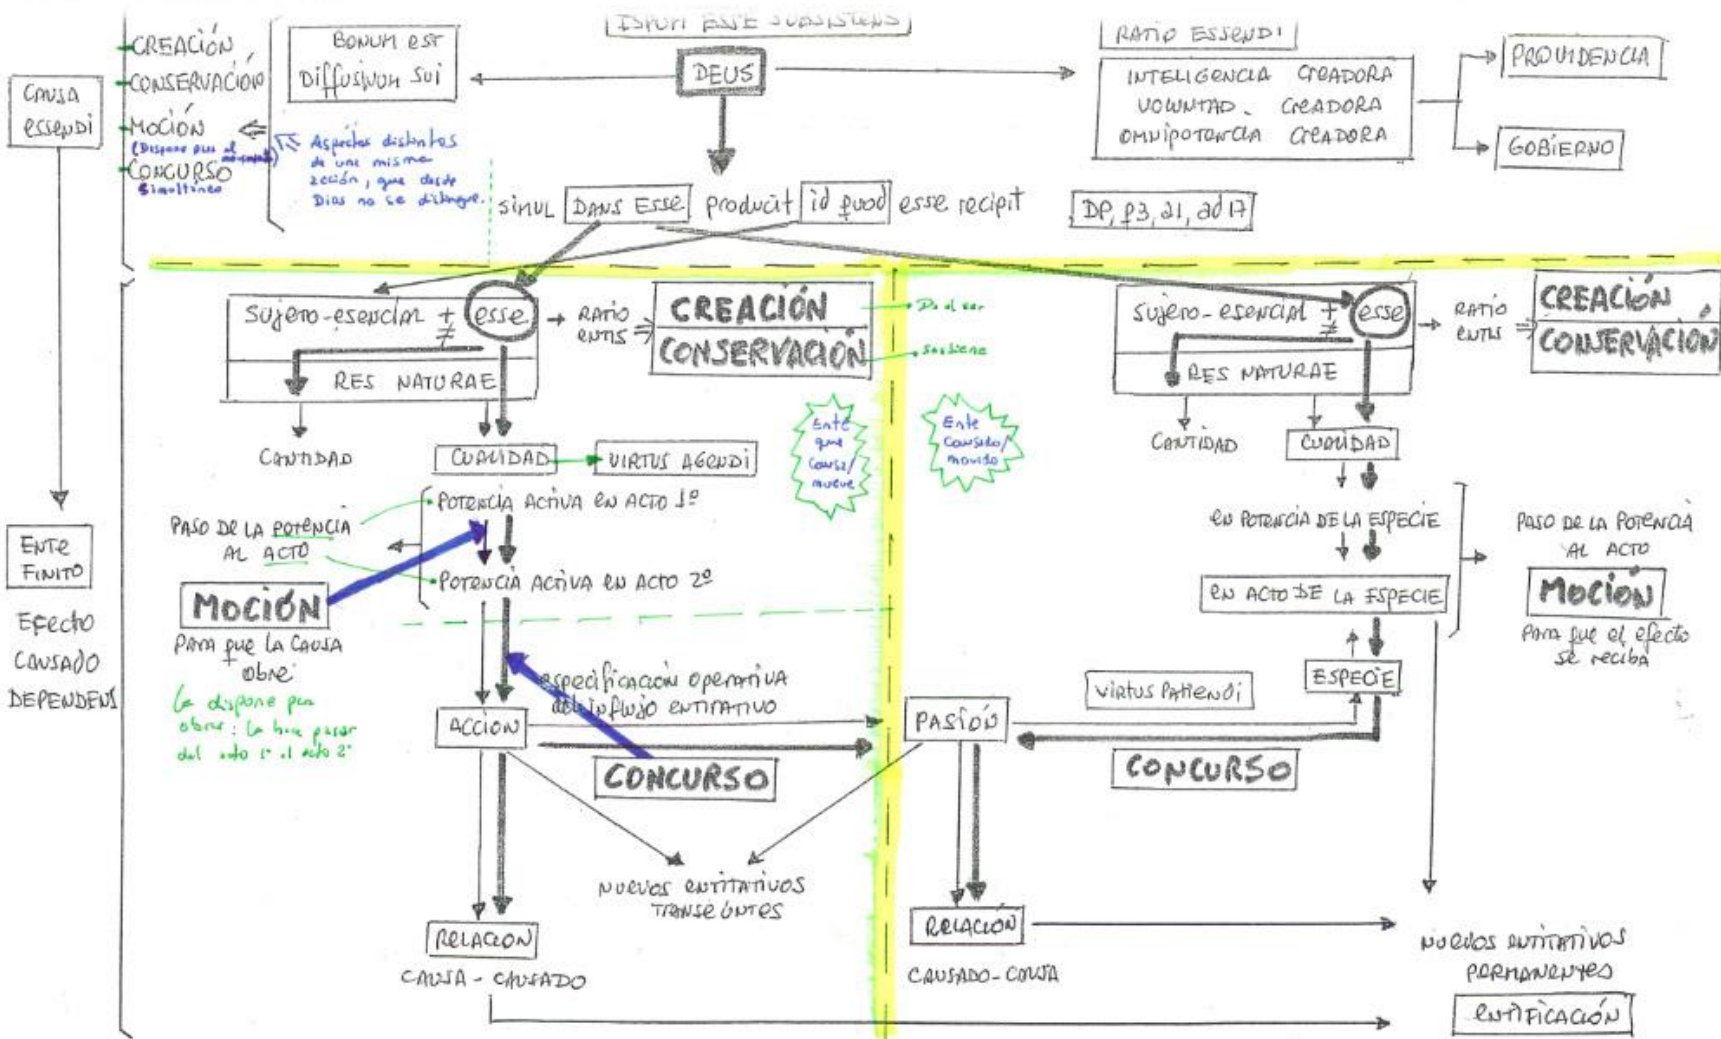 CREACIÓN
CONSERVACIÓN
MOCIÓN
CONCURSO
Simultáneo
CAUSA
essendi
BONUM EST
Diffusivum sui
Aspectos distintos
de una misma
acción, que desde
Dios no se distingue.
IPSUM ESSE SUBSISTENS
DEUS
RATIO ESSENDI
INTELIGENCIA CREADORA
VOLUNTAD. CREADORA
OMNIPOTENCIA CREADORA
PROVIDENCIA
GOBIERNO
SIMUL DANS ESSE producit id quod esse recipit
DP, q3, a1, ad 17
Sujeto-esencial + esse
≠
RES NATURAE
RATIO
ENTIS
CREACIÓN
CONSERVACIÓN
Da el ser
Sostiene
Sujeto-esencial + esse
≠
RES NATURAE
RATIO
ENTIS
CREACIÓN
CONSERVACIÓN
CANTIDAD
CUALIDAD
VIRTUS AGENDI
Ente
que
causa/
mueve
Ente
causado/
movido
CANTIDAD
CUALIDAD
POTENCIA ACTIVA EN ACTO 1º
PASO DE LA POTENCIA
AL ACTO
POTENCIA ACTIVA EN ACTO 2º
MOCIÓN
PARA QUE LA CAUSA
obre
La dispone para
obrar: la hace pasar
del acto 1º al acto 2º
ENTE
FINITO
EFECTO
CAUSADO
DEPENDENS
EN POTENCIA DE LA ESPECIE
EN ACTO DE LA ESPECIE
ESPECIE
PASO DE LA POTENCIA
AL ACTO
MOCIÓN
PARA QUE el efecto
se reciba
especificación OPERATIVA
del influjo ENTITATIVO
ACCION
CONCURSO
PASIÓN
VIRTUS PATIENDI
CONCURSO
NUEVOS ENTITATIVOS
TRANSEÚNTES
RELACION
CAUSA - CAUSADO
RELACIÓN
CAUSADO - CAUSA
NUEVOS ENTITATIVOS
PERMANENTES
ENTIFICACIÓN